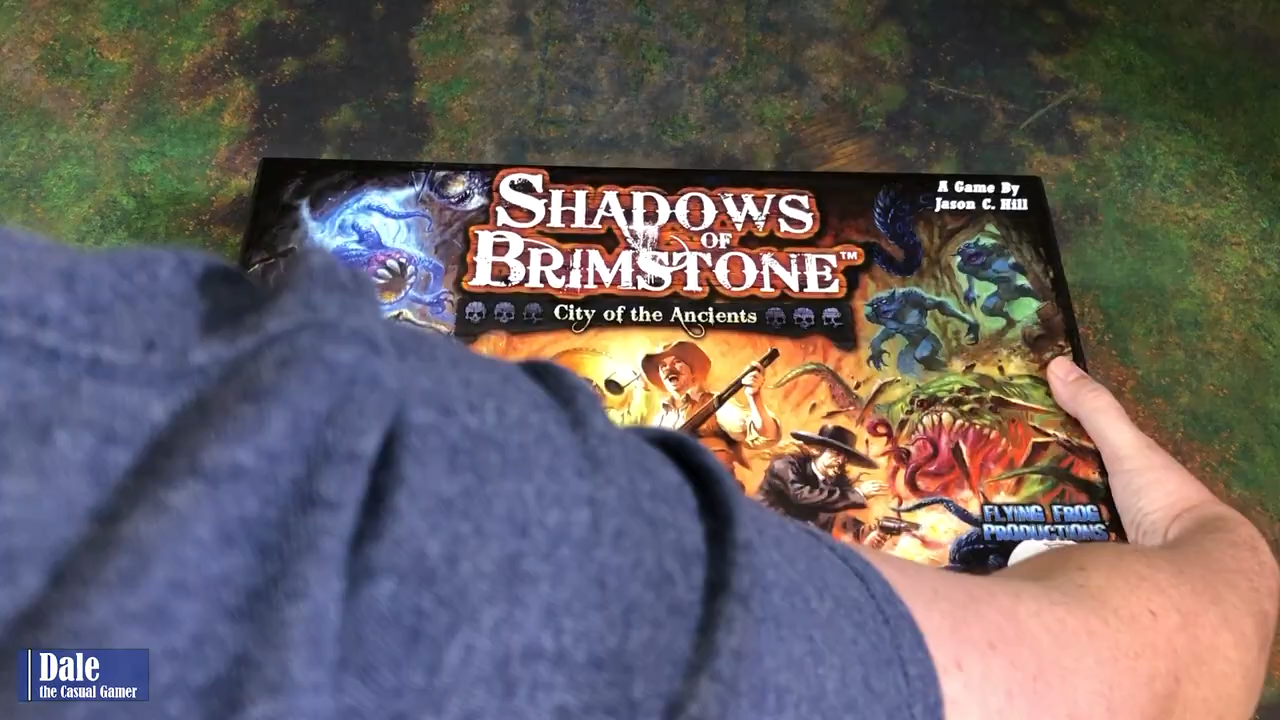 SHADOWS
OF
BRIMSTONE™
City of the Ancients
A Game By
Jason C. Hill
FLYING FROG
PRODUCTIONS
Dale
the Casual Gamer